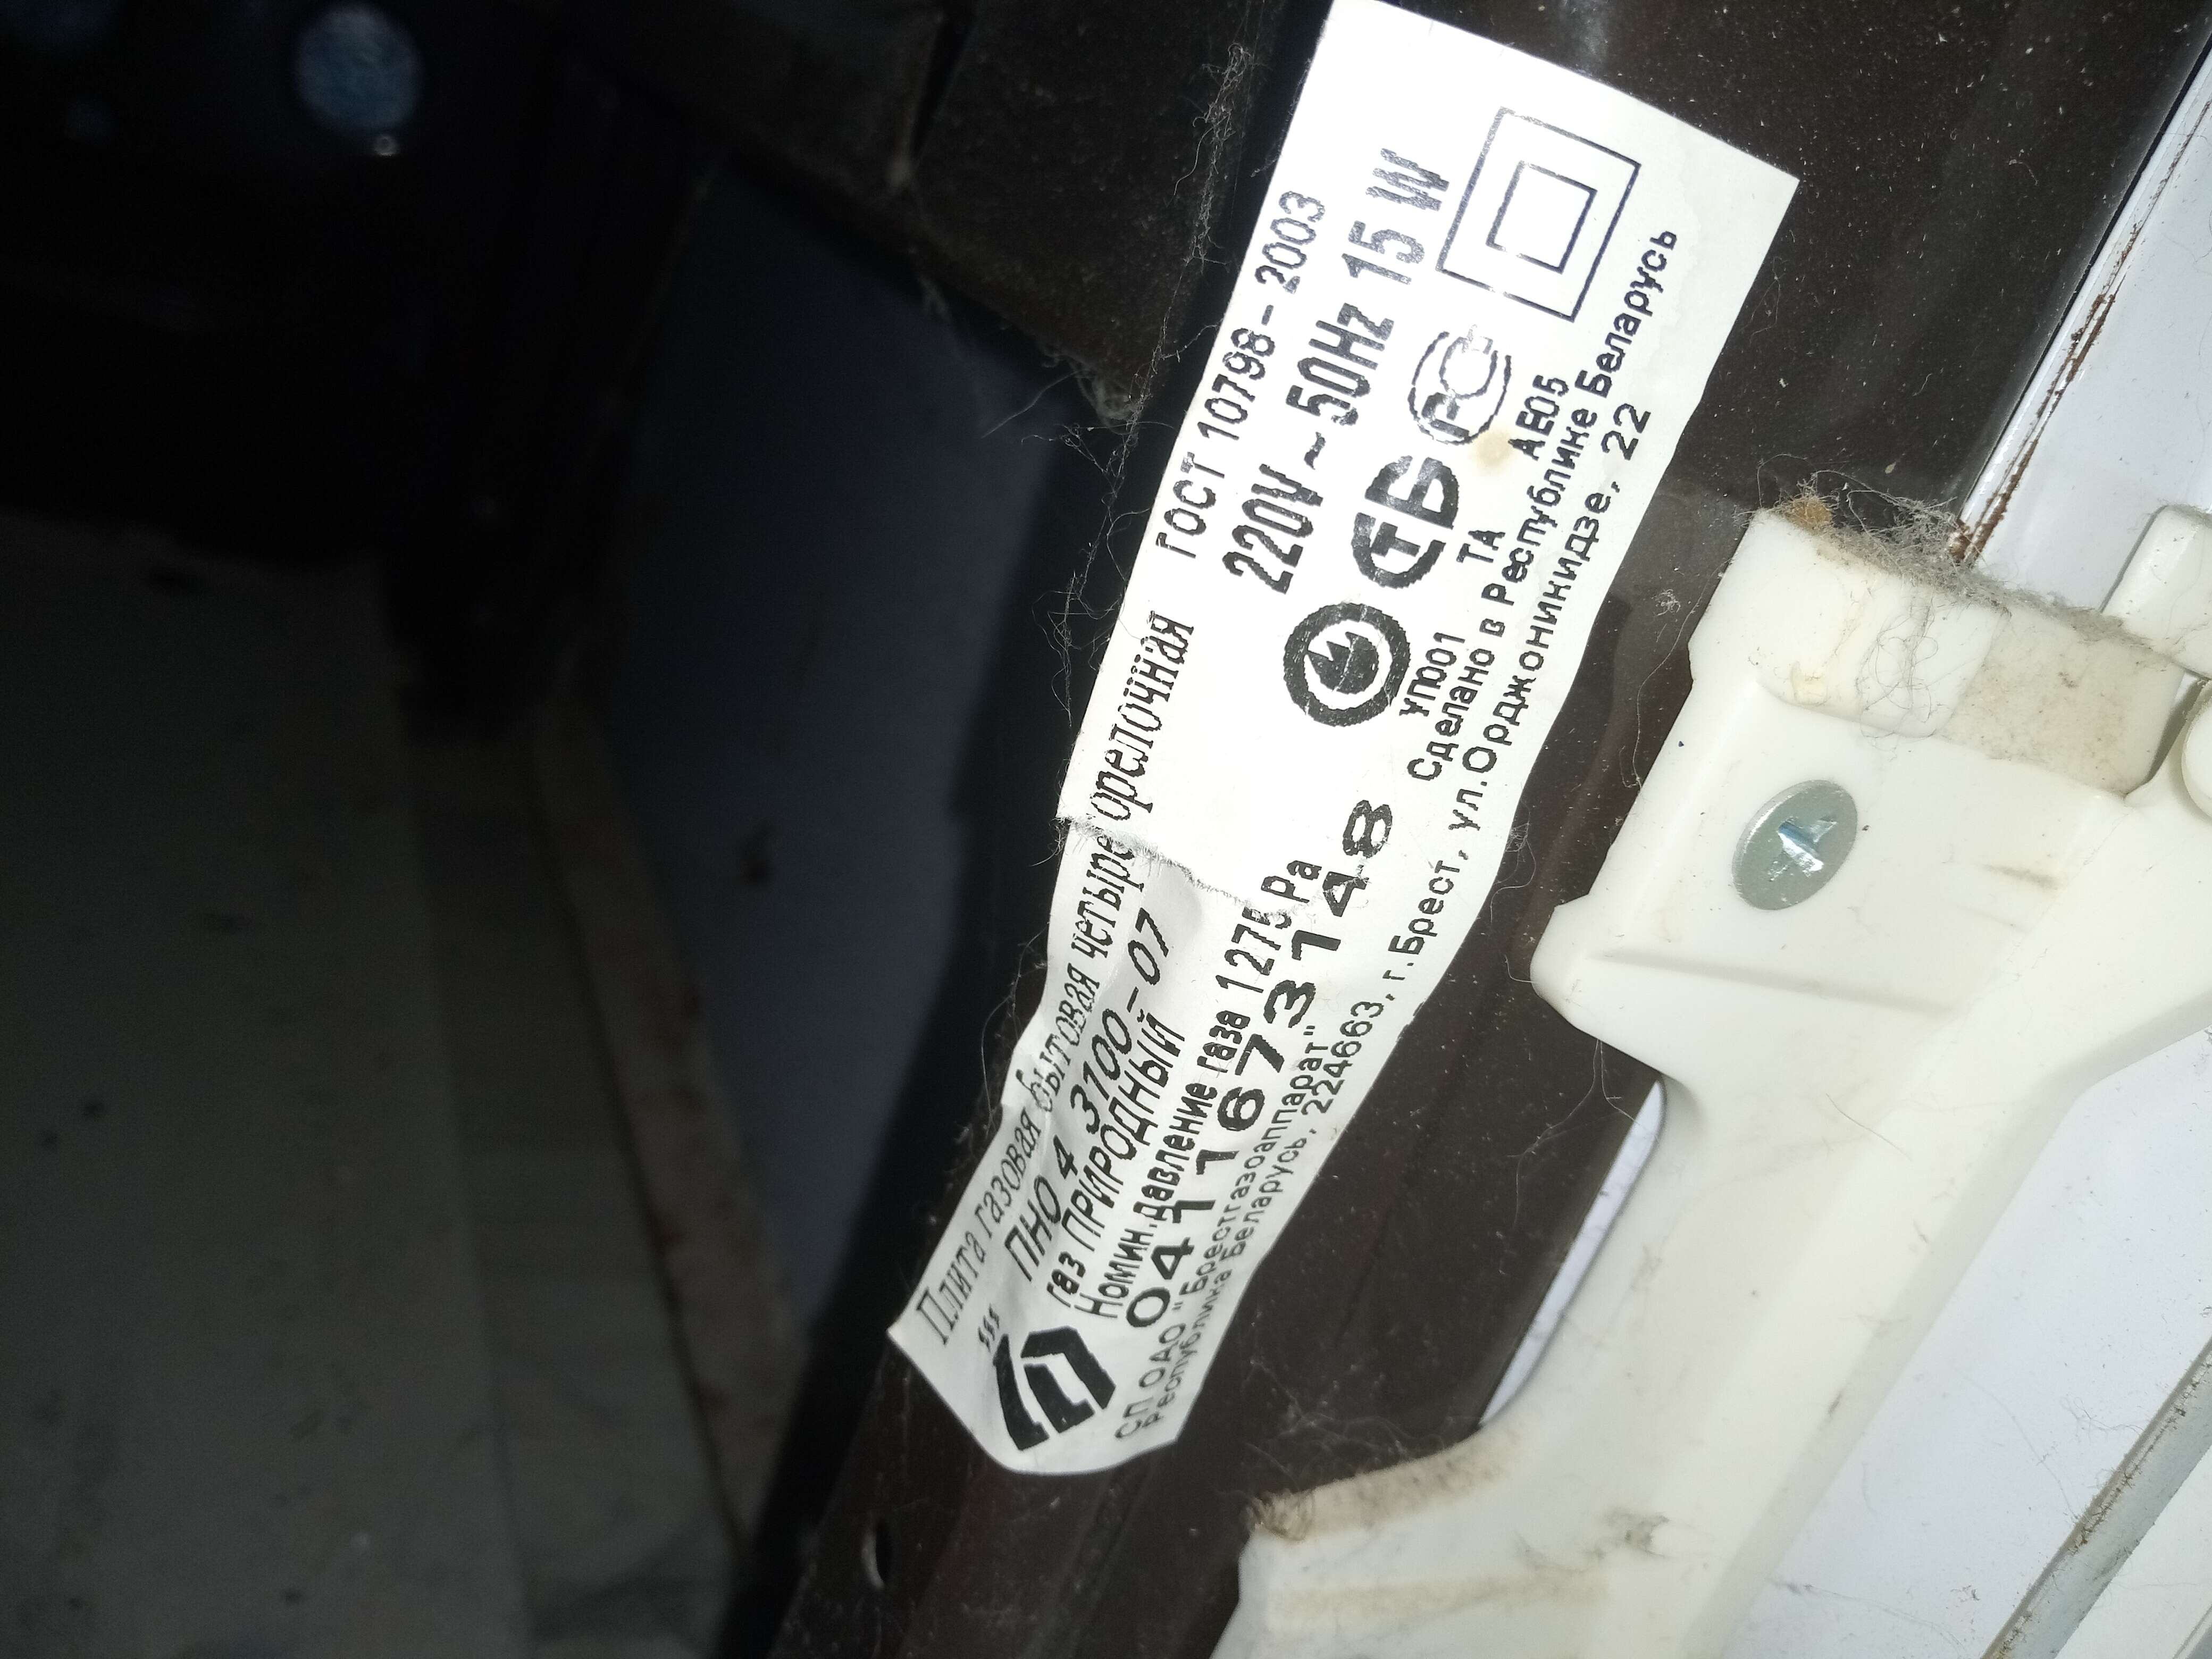 Плита газовая бытовая четырехгорелочная ГОСТ 10798-2003
ПНО 4 3100-07
газ ПРИРОДНЫЙ 220V ~ 50Hz 15 W
Номин.давление газа 1275 Pa
0411673148
УП001 ТА АЕ05
СП ОАО "Брестгазоаппарат" Сделано в Республике Беларусь
Республика Беларусь, 224663, г.Брест, ул.Орджоникидзе, 22